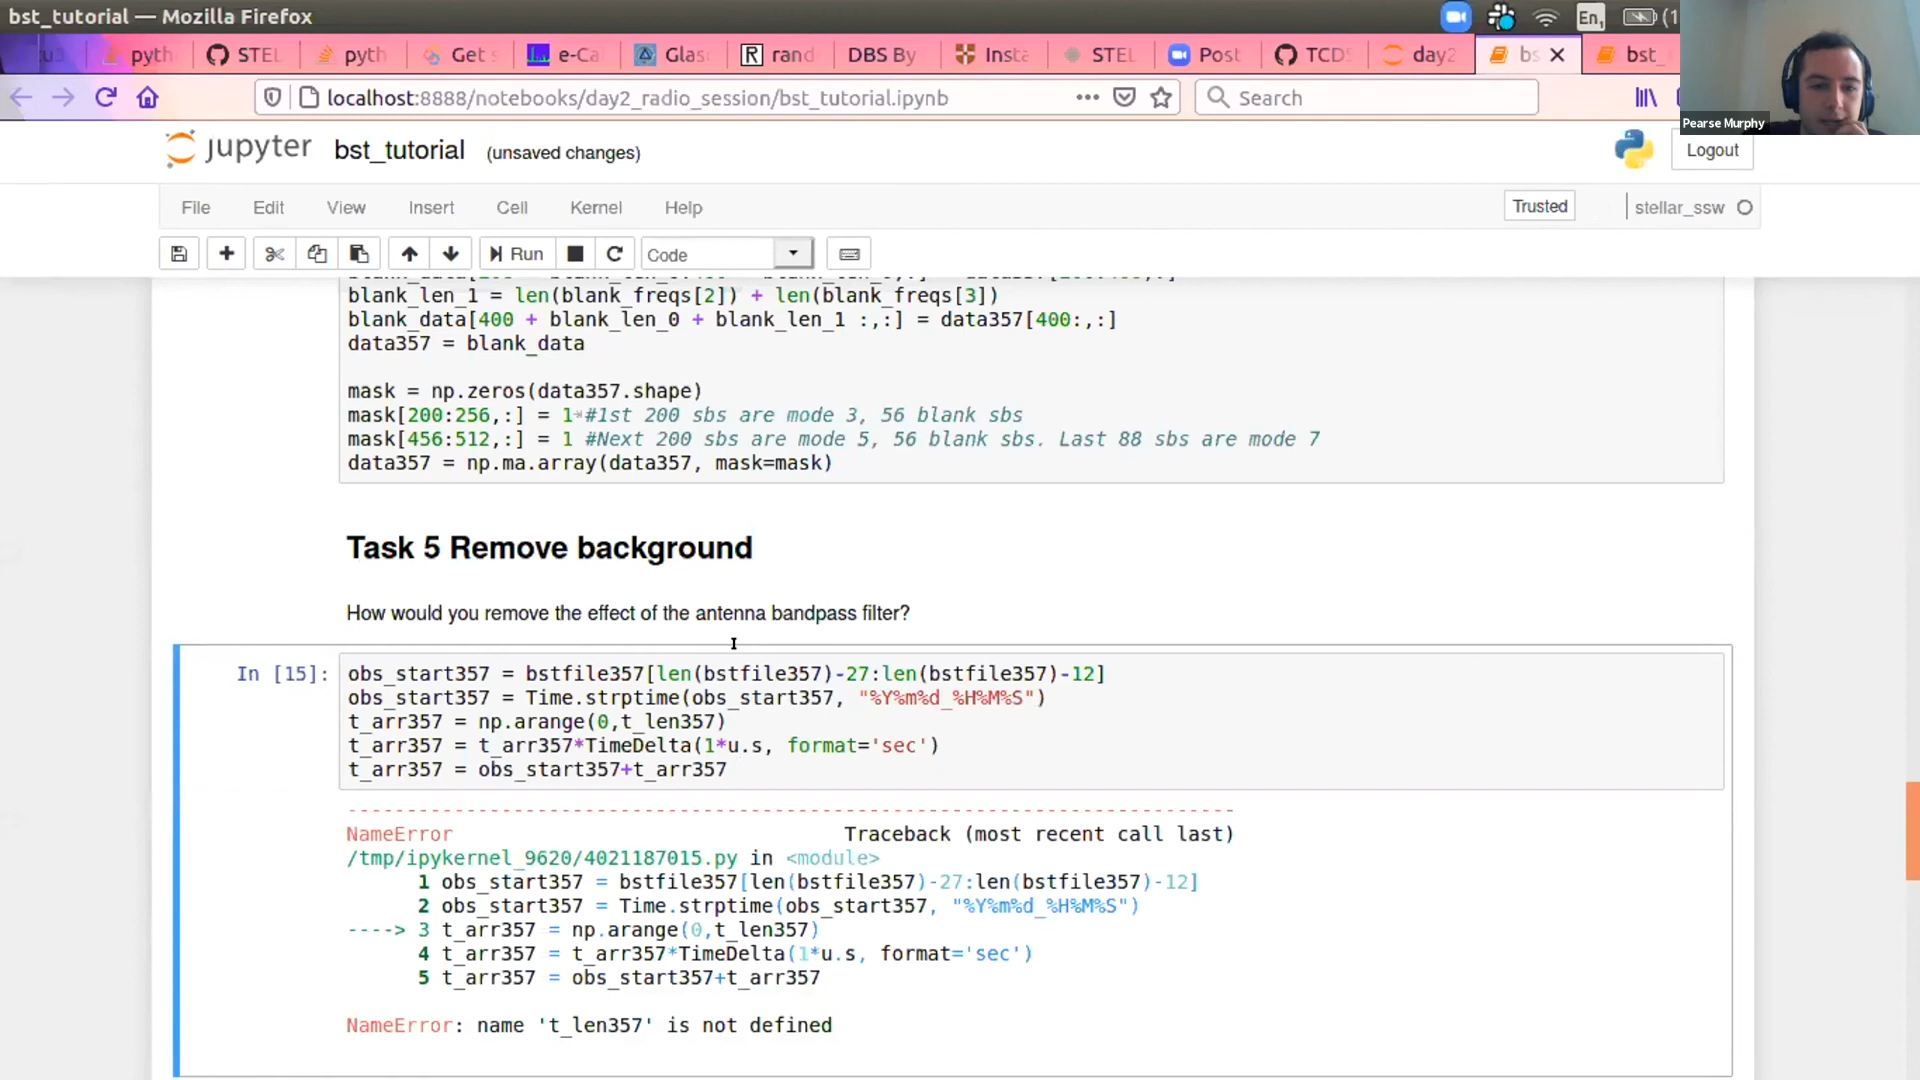 bst_tutorial — Mozilla Firefox
En1
pyth
STEL
pyth
Get
e-Ca
Glas
R rand
DBS By
Insta
STEL
Post
TCDS
day2
bs
bst_
localhost:8888/notebooks/day2_radio_session/bst_tutorial.ipynb
Search
Pearse Murphy
jupyter bst_tutorial (unsaved changes)
Logout
File Edit View Insert Cell Kernel Help
Trusted
stellar_ssw
Run
Code
blank_len_1 = len(blank_freqs[2]) + len(blank_freqs[3])
blank_data[400 + blank_len_0 + blank_len_1 :,:] = data357[400:,:]
data357 = blank_data
mask = np.zeros(data357.shape)
mask[200:256,:] = 1 #1st 200 sbs are mode 3, 56 blank sbs
mask[456:512,:] = 1 #Next 200 sbs are mode 5, 56 blank sbs. Last 88 sbs are mode 7
data357 = np.ma.array(data357, mask=mask)
Task 5 Remove background
How would you remove the effect of the antenna bandpass filter?
In [15]:
obs_start357 = bstfile357[len(bstfile357)-27:len(bstfile357)-12]
obs_start357 = Time.strptime(obs_start357, "%Y%m%d_%H%M%S")
t_arr357 = np.arange(0,t_len357)
t_arr357 = t_arr357*TimeDelta(1*u.s, format='sec')
t_arr357 = obs_start357+t_arr357
NameError Traceback (most recent call last)
/tmp/ipykernel_9620/4021187015.py in <module>
1 obs_start357 = bstfile357[len(bstfile357)-27:len(bstfile357)-12]
2 obs_start357 = Time.strptime(obs_start357, "%Y%m%d_%H%M%S")
----> 3 t_arr357 = np.arange(0,t_len357)
4 t_arr357 = t_arr357*TimeDelta(1*u.s, format='sec')
5 t_arr357 = obs_start357+t_arr357
NameError: name 't_len357' is not defined